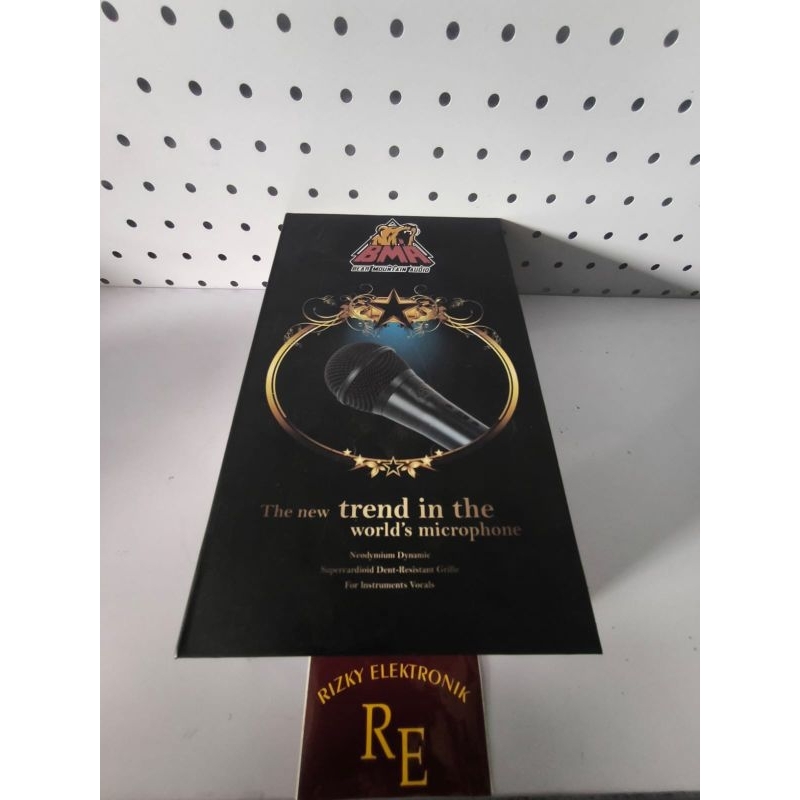 BMA
BEAR MOUNTAIN AUDIO
The new trend in the
world's microphone
Neodymium Dynamic
Supercardioid Dent-Resistant Grille
For Instruments Vocals
RIZKY ELEKTRONIK
RE